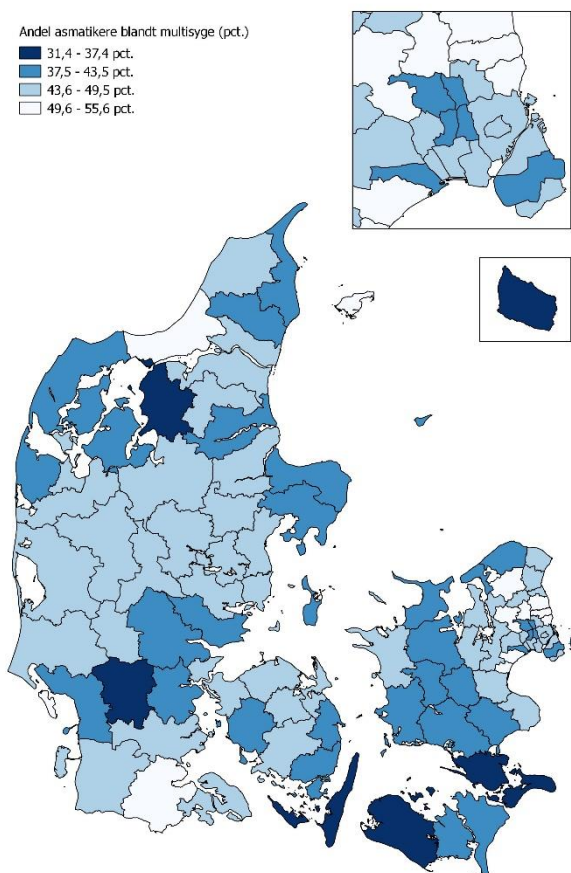 Andel asmatikere blandt multisyge (pct.)
31,4 - 37,4 pct.
37,5 - 43,5 pct.
43,6 - 49,5 pct.
49,6 - 55,6 pct.